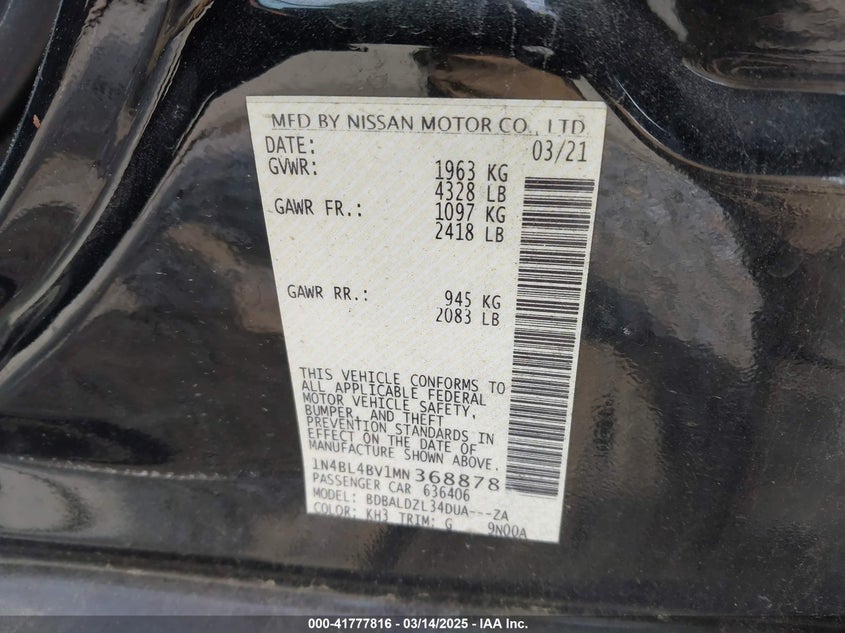 MFD BY NISSAN MOTOR CO., LTD
DATE: 03/21
GVWR: 1963 KG
4328 LB
GAWR FR.: 1097 KG
2418 LB
GAWR RR.: 945 KG
2083 LB
THIS VEHICLE CONFORMS TO
ALL APPLICABLE FEDERAL
MOTOR VEHICLE SAFETY,
BUMPER, AND THEFT
PREVENTION STANDARDS IN
EFFECT ON THE DATE OF
MANUFACTURE SHOWN ABOVE.
1N4BL4BV1MN368878
PASSENGER CAR 636406
MODEL: BDBALDZL34DUA---ZA
COLOR: KH3 TRIM: G 9N00A
000-41777816 - 03/14/2025 - IAA Inc.